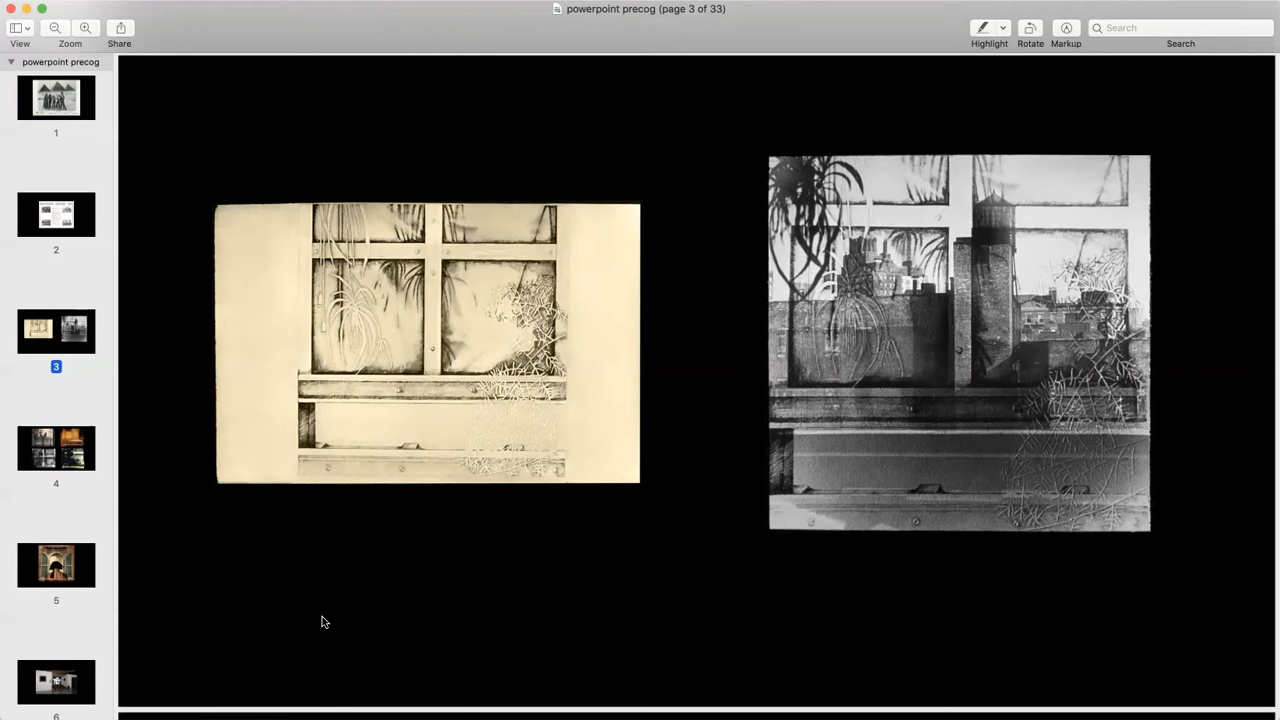 powerpoint precog (page 3 of 33)
View
Zoom
Share
Highlight
Rotate
Markup
Search
Search
powerpoint precog
1
2
3
4
5
6